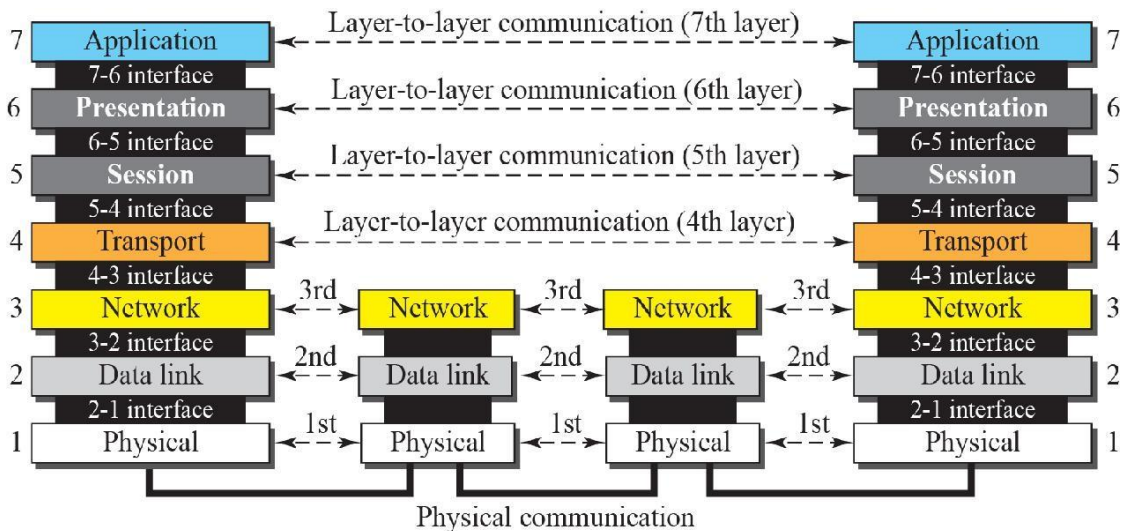 Layer-to-layer communication (7th layer)
7 Application Application 7
7-6 interface 7-6 interface
Layer-to-layer communication (6th layer)
6 Presentation Presentation 6
6-5 interface 6-5 interface
Layer-to-layer communication (5th layer)
5 Session Session 5
5-4 interface 5-4 interface
Layer-to-layer communication (4th layer)
4 Transport Transport 4
4-3 interface 4-3 interface
3 Network 3rd Network 3rd Network 3rd Network 3
3-2 interface 3-2 interface
2 Data link 2nd Data link 2nd Data link 2nd Data link 2
2-1 interface 2-1 interface
1 Physical 1st Physical 1st Physical 1st Physical 1
Physical communication